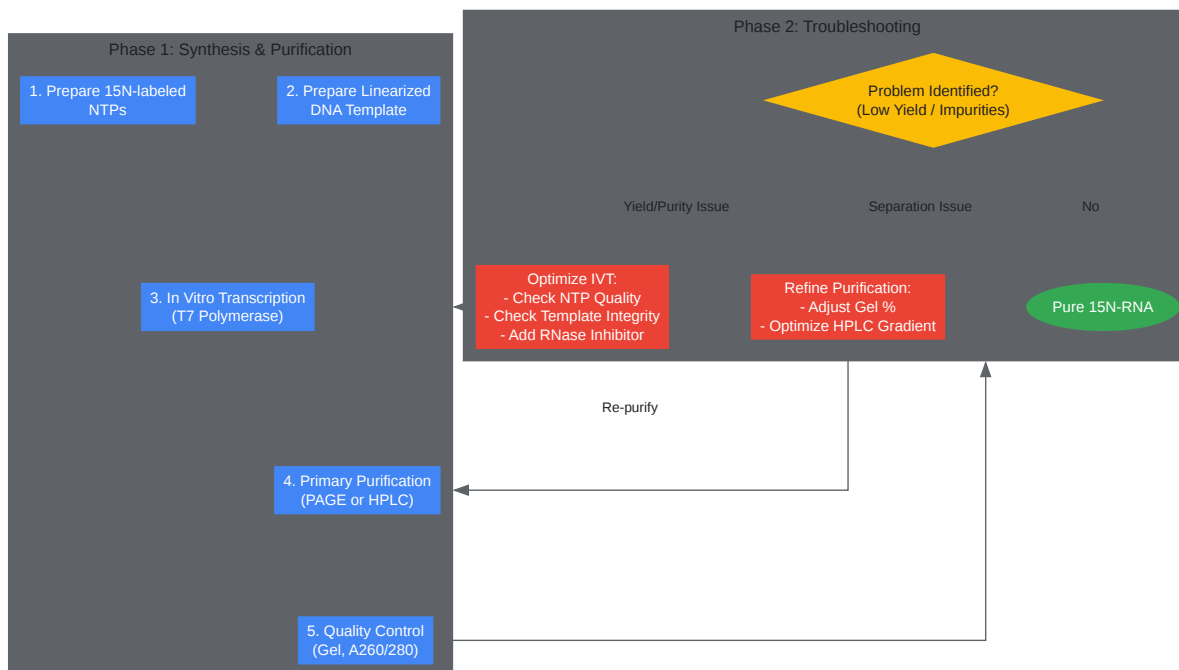 Phase 1: Synthesis & Purification
1. Prepare 15N-labeled
NTPs
2. Prepare Linearized
DNA Template
3. In Vitro Transcription
(T7 Polymerase)
4. Primary Purification
(PAGE or HPLC)
5. Quality Control
(Gel, A260/280)
Phase 2: Troubleshooting
Problem Identified?
(Low Yield / Impurities)
Yield/Purity Issue
Separation Issue
No
Optimize IVT:
- Check NTP Quality
- Check Template Integrity
- Add RNase Inhibitor
Refine Purification:
- Adjust Gel %
- Optimize HPLC Gradient
Pure 15N-RNA
Re-purify